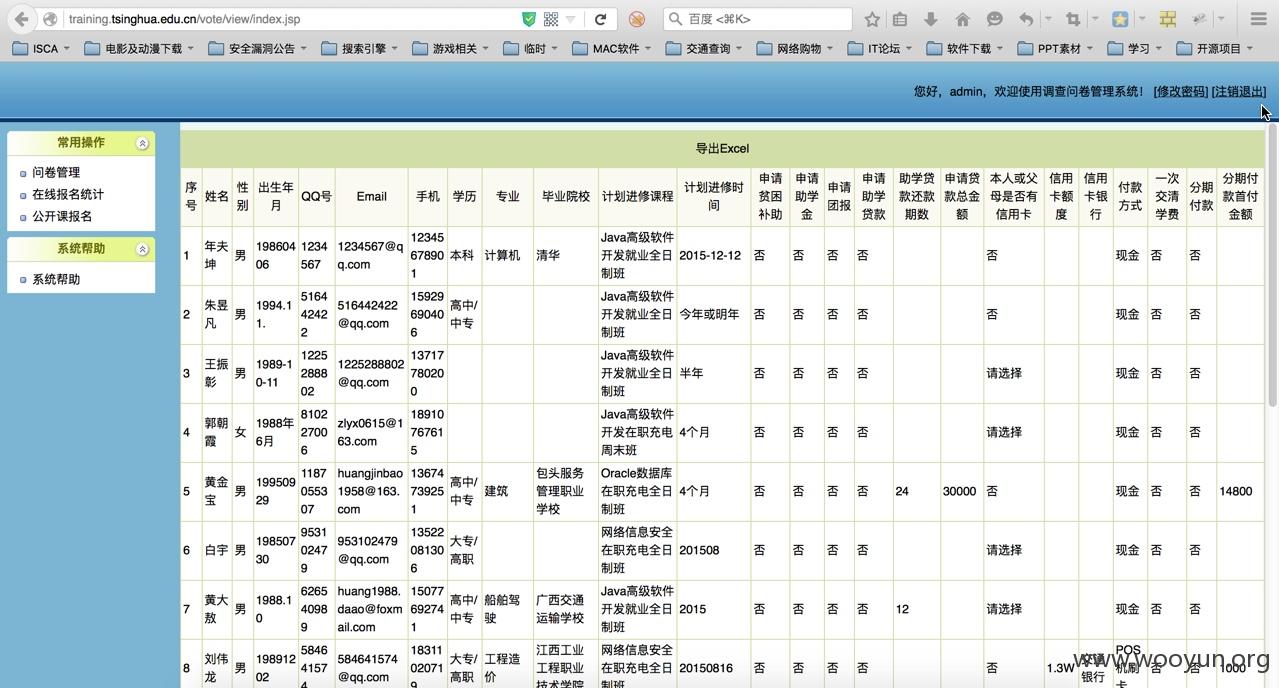 training.tsinghua.edu.cn/vote/view/index.jsp
百度 <⌘K>
ISCA 电影及动漫下载 安全漏洞公告 搜索引擎 游戏相关 临时 MAC软件 交通查询 网络购物 IT论坛 软件下载 PPT素材 学习 开源项目
您好，admin，欢迎使用调查问卷管理系统！ [修改密码] [注销退出]
常用操作
问卷管理
在线报名统计
公开课报名
系统帮助
系统帮助
导出Excel
序号 姓名 性别 出生年月 QQ号 Email 手机 学历 专业 毕业院校 计划进修课程 计划进修时间 申请贫困补助 申请助学金 申请团报 申请助学贷款 助学贷款还款期数 申请贷款总金额 本人或父母是否有信用卡 信用卡额度 信用卡银行 付款方式 一次交清学费 分期付款 分期付款首付金额
1 年夫坤 男 19860406 1234567 1234567@qq.com 12345678901 本科 计算机 清华 Java高级软件开发就业全日制班 2015-12-12 否 否 否 否 否 现金 否 否
2 朱昱凡 男 1994.11. 516442422 516442422@qq.com 15929690406 高中/中专 Java高级软件开发就业全日制班 今年或明年 否 否 否 否 否 现金 否 否
3 王振彰 男 1989-10-11 1225288802 1225288802@qq.com 13717780200 Java高级软件开发就业全日制班 半年 否 否 否 否 请选择 现金 否 否
4 郭朝霞 女 1988年6月 810227006 zlyx0615@163.com 18910767615 Java高级软件开发在职充电周末班 4个月 否 否 否 否 请选择 现金 否 否
5 黄金宝 男 19950929 1187055307 huangjinbao1958@163.com 13674739251 高中/中专 建筑 包头服务管理职业学校 Oracle数据库在职充电全日制班 4个月 否 否 否 否 24 30000 否 现金 否 否 14800
6 白宇 男 19850730 953102479 953102479@qq.com 13522081306 大专/高职 网络信息安全在职充电全日制班 201508 否 否 否 否 请选择 现金 否 否
7 黄大敖 男 1988.10 626540989 huang1988.daao@foxmail.com 15077692741 高中/中专 船舶驾驶 广西交通运输学校 Java高级软件开发就业全日制班 2015 否 否 否 否 12 请选择 现金 否 否
8 刘伟龙 男 19891202 584641574 584641574@qq.com 18311020771 大专/高职 工程造价 江西工业工程职业技术学院 网络信息安全在职充电全日制班 20150816 否 否 否 否 否 1.3W 交通银行 POS机刷卡 否 否 1000
www.wooyun.org